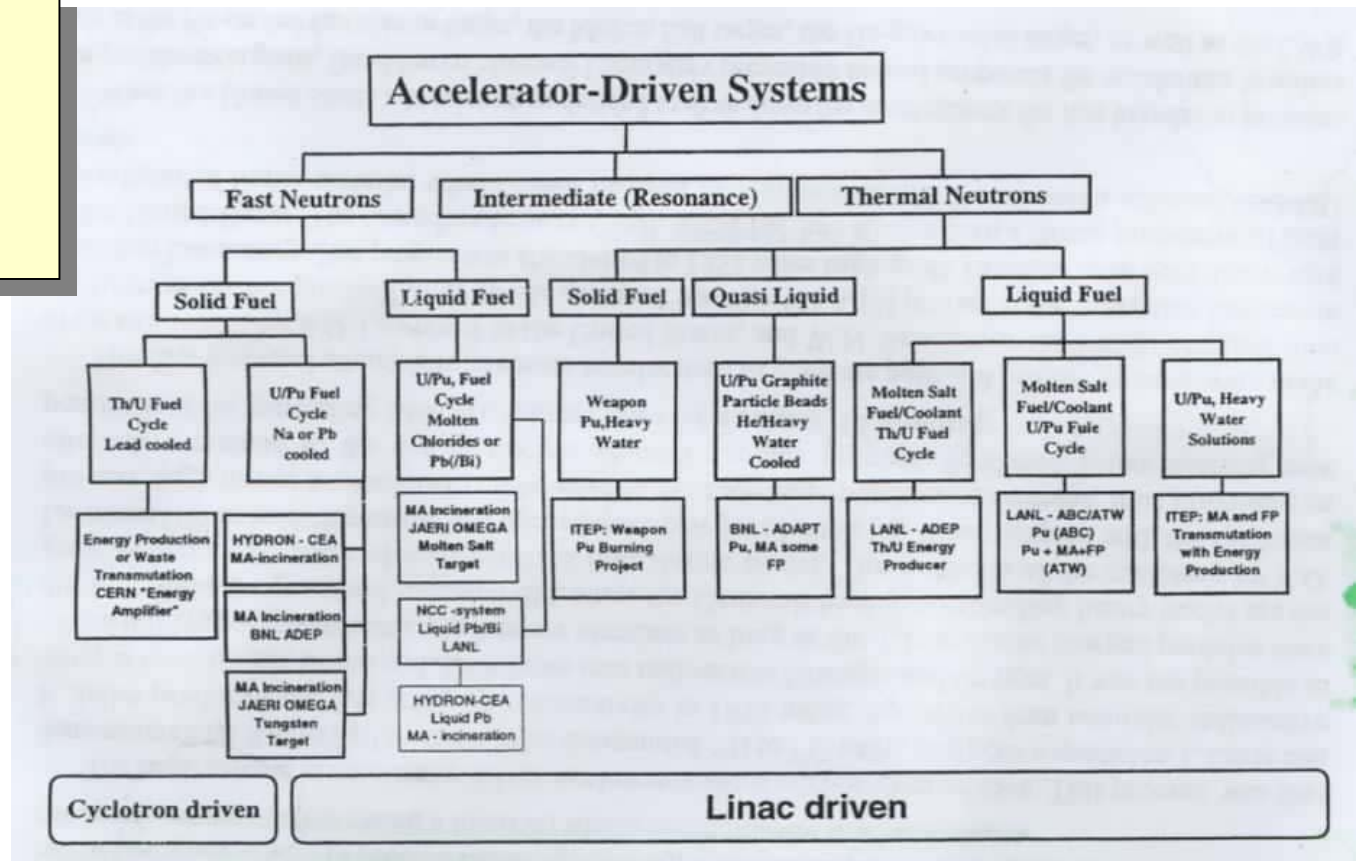 Accelerator-Driven Systems
Fast Neutrons
Intermediate (Resonance)
Thermal Neutrons
Solid Fuel
Liquid Fuel
Solid Fuel
Quasi Liquid
Liquid Fuel
Th/U Fuel
Cycle
Lead cooled
U/Pu Fuel
Cycle
Na or Pb
cooled
U/Pu, Fuel
Cycle
Molten
Chlorides or
Pb(/Bi)
Weapon
Pu,Heavy
Water
U/Pu Graphite
Particle Beads
He/Heavy
Water
Cooled
Molten Salt
Fuel/Coolant
Th/U Fuel
Cycle
Molten Salt
Fuel/Coolant
U/Pu Fule
Cycle
U/Pu, Heavy
Water
Solutions
Energy Production
or Waste
Transmutation
CERN "Energy
Amplifier"
HYDRON - CEA
MA-incineration
MA Incineration
BNL ADEP
MA Incineration
JAERI OMEGA
Tungsten
Target
MA Incineration
JAERI OMEGA
Molten Salt
Target
NCC -system
Liquid Pb/Bi
LANL
HYDRON-CEA
Liquid Pb
MA - incineration
ITEP: Weapon
Pu Burning
Project
BNL - ADAPT
Pu, MA some
FP
LANL - ADEP
Th/U Energy
Producer
LANL - ABC/ATW
Pu (ABC)
Pu + MA+FP
(ATW)
ITEP: MA and FP
Transmutation
with Energy
Production
Cyclotron driven
Linac driven